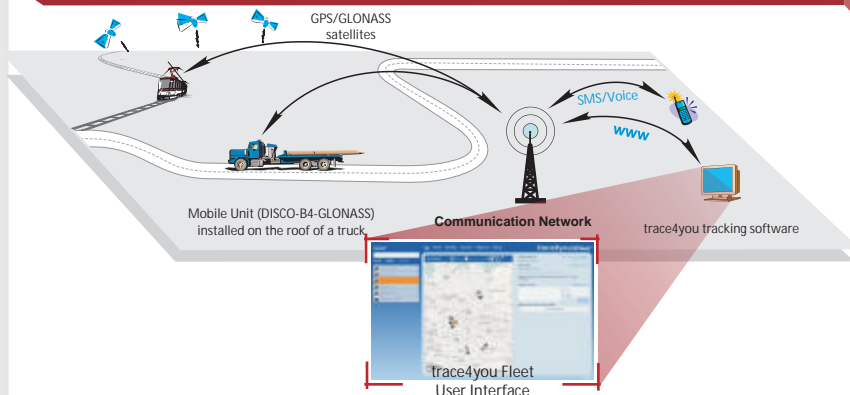 GPS/GLONASS
satellites
SMS/Voice
www
Mobile Unit (DISCO-B4-GLONASS)
installed on the roof of a truck
Communication Network
trace4you tracking software
trace4you Fleet
User Interface